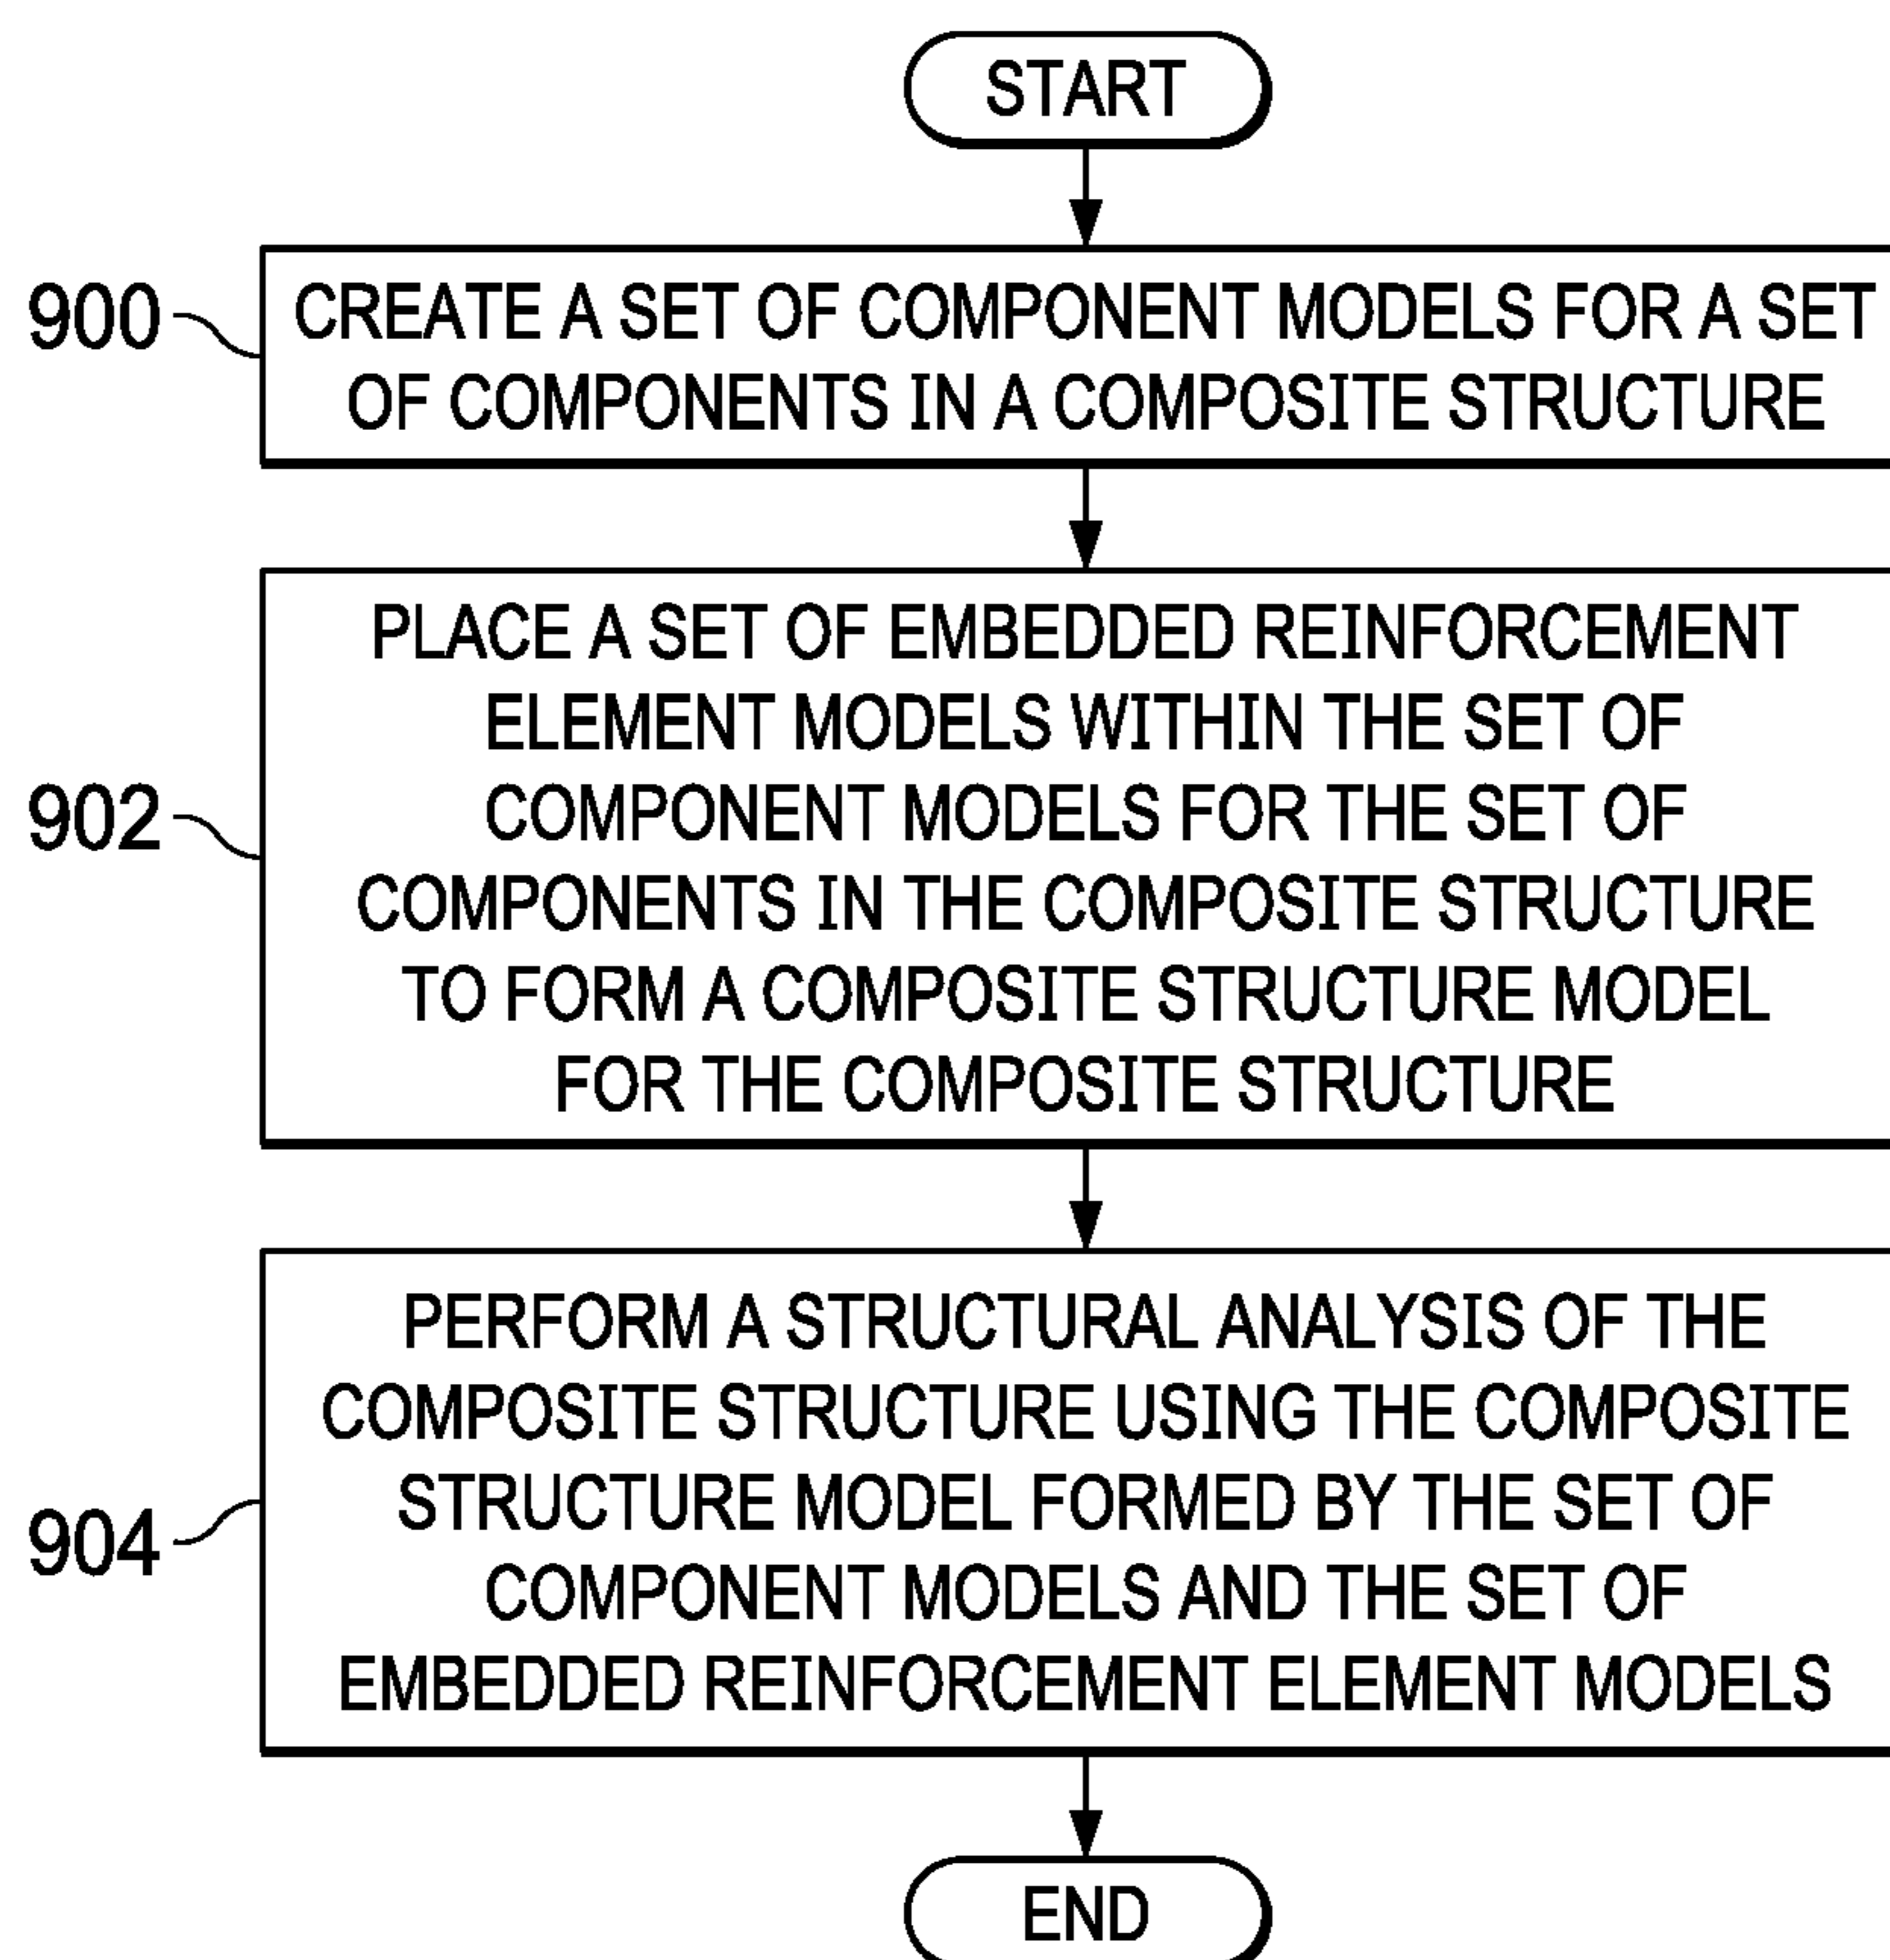 START
900
CREATE A SET OF COMPONENT MODELS FOR A SET
OF COMPONENTS IN A COMPOSITE STRUCTURE
902
PLACE A SET OF EMBEDDED REINFORCEMENT
ELEMENT MODELS WITHIN THE SET OF
COMPONENT MODELS FOR THE SET OF
COMPONENTS IN THE COMPOSITE STRUCTURE
TO FORM A COMPOSITE STRUCTURE MODEL
FOR THE COMPOSITE STRUCTURE
904
PERFORM A STRUCTURAL ANALYSIS OF THE
COMPOSITE STRUCTURE USING THE COMPOSITE
STRUCTURE MODEL FORMED BY THE SET OF
COMPONENT MODELS AND THE SET OF
EMBEDDED REINFORCEMENT ELEMENT MODELS
END